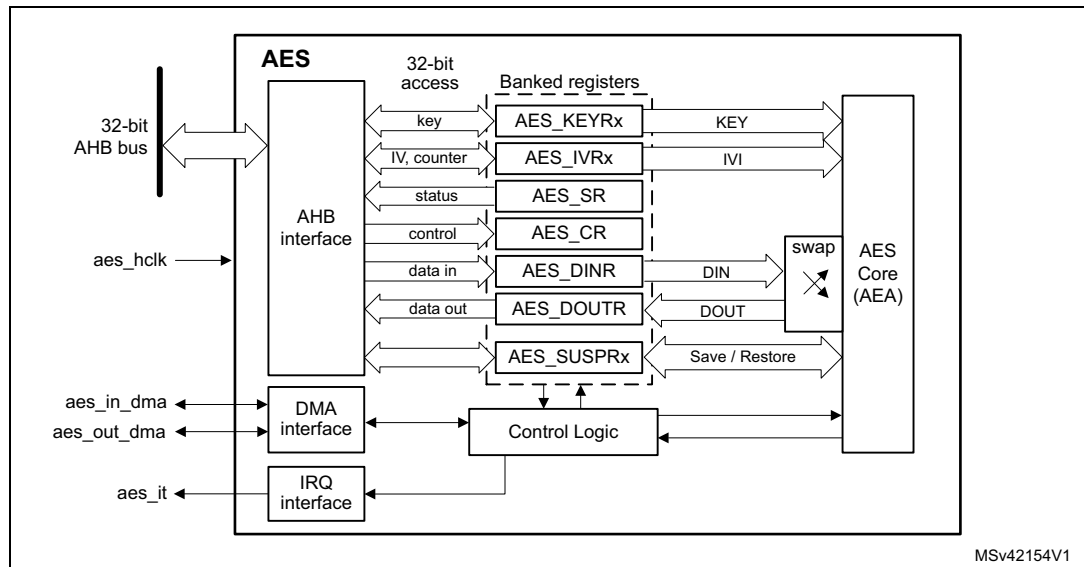 AES
32-bit
access
Banked registers
32-bit
AHB bus
key
AES_KEYRx
KEY
IV, counter
AES_IVRx
IVI
status
AES_SR
AHB
interface
control
AES_CR
swap
AES
Core
(AEA)
aes_hclk
data in
AES_DINR
DIN
data out
AES_DOUTR
DOUT
AES_SUSPRx
Save / Restore
aes_in_dma
aes_out_dma
DMA
interface
Control Logic
aes_it
IRQ
interface
MSv42154V1